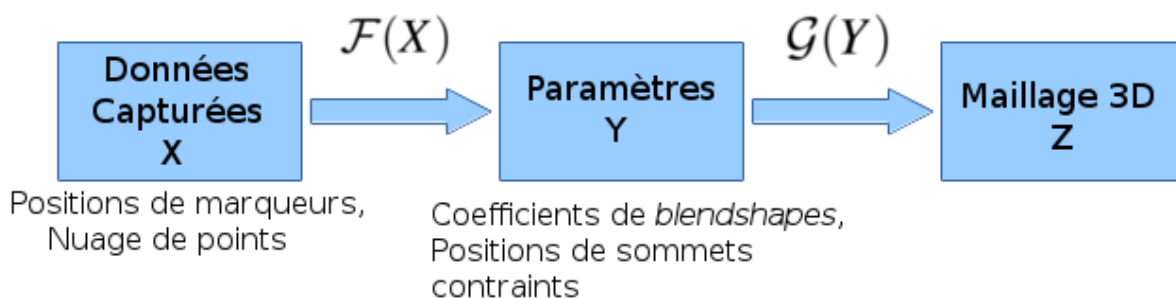 Données
Capturées
X
F(X)
Paramètres
Y
G(Y)
Maillage 3D
Z
Positions de marqueurs,
Nuage de points
Coefficients de blendshapes,
Positions de sommets
contraints